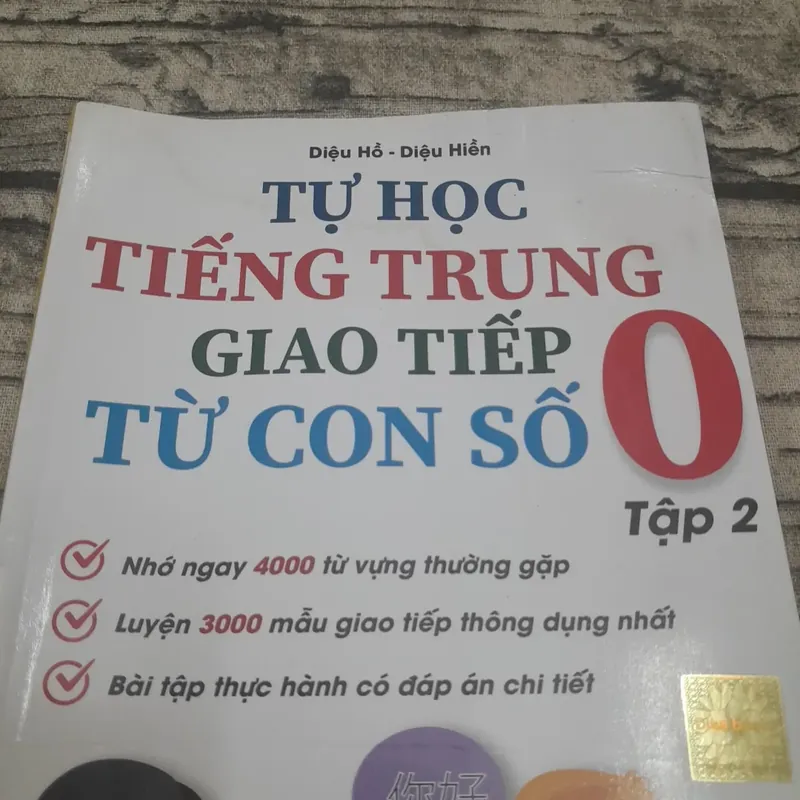 Diệu Hồ - Diệu Hiền
TỰ HỌC
TIẾNG TRUNG
GIAO TIẾP
TỪ CON SỐ 0
Tập 2
Nhớ ngay 4000 từ vựng thường gặp
Luyện 3000 mẫu giao tiếp thông dụng nhất
Bài tập thực hành có đáp án chi tiết
你好